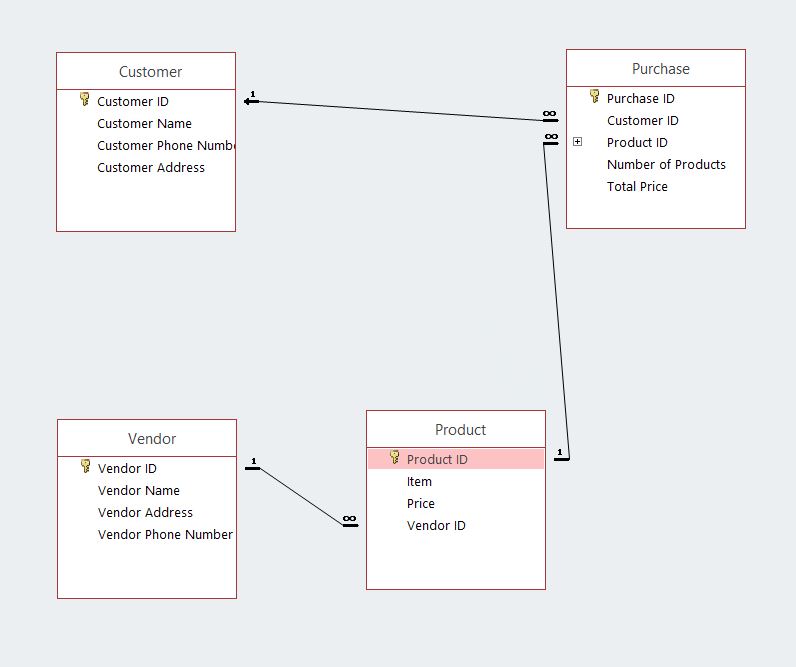 Customer
Customer ID
Customer Name
Customer Phone Numbe
Customer Address
1
∞
∞
Purchase
Purchase ID
Customer ID
Product ID
Number of Products
Total Price
Vendor
Vendor ID
Vendor Name
Vendor Address
Vendor Phone Number
1
∞
Product
Product ID
Item
Price
Vendor ID
1